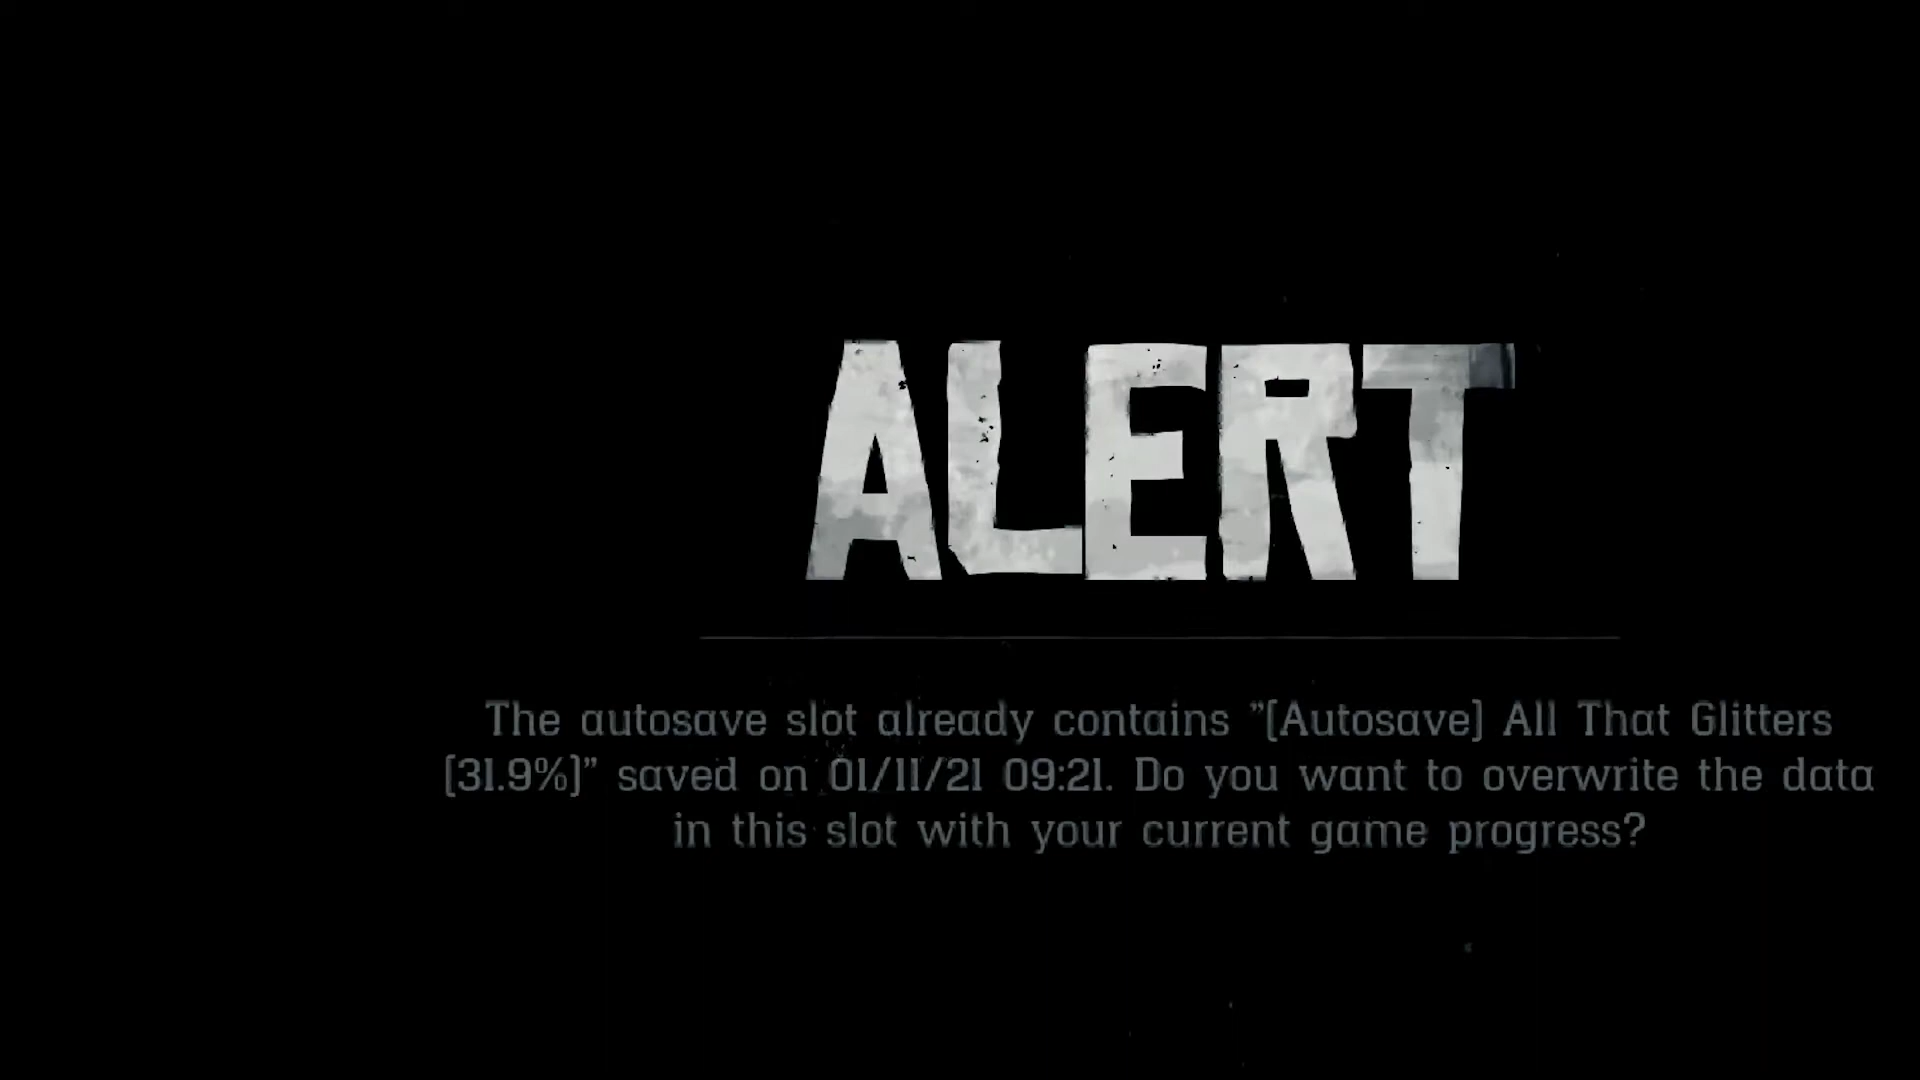 ALERT
The autosave slot already contains "[Autosave] All That Glitters
[31.9%]" saved on 01/11/21 09:21. Do you want to overwrite the data
in this slot with your current game progress?